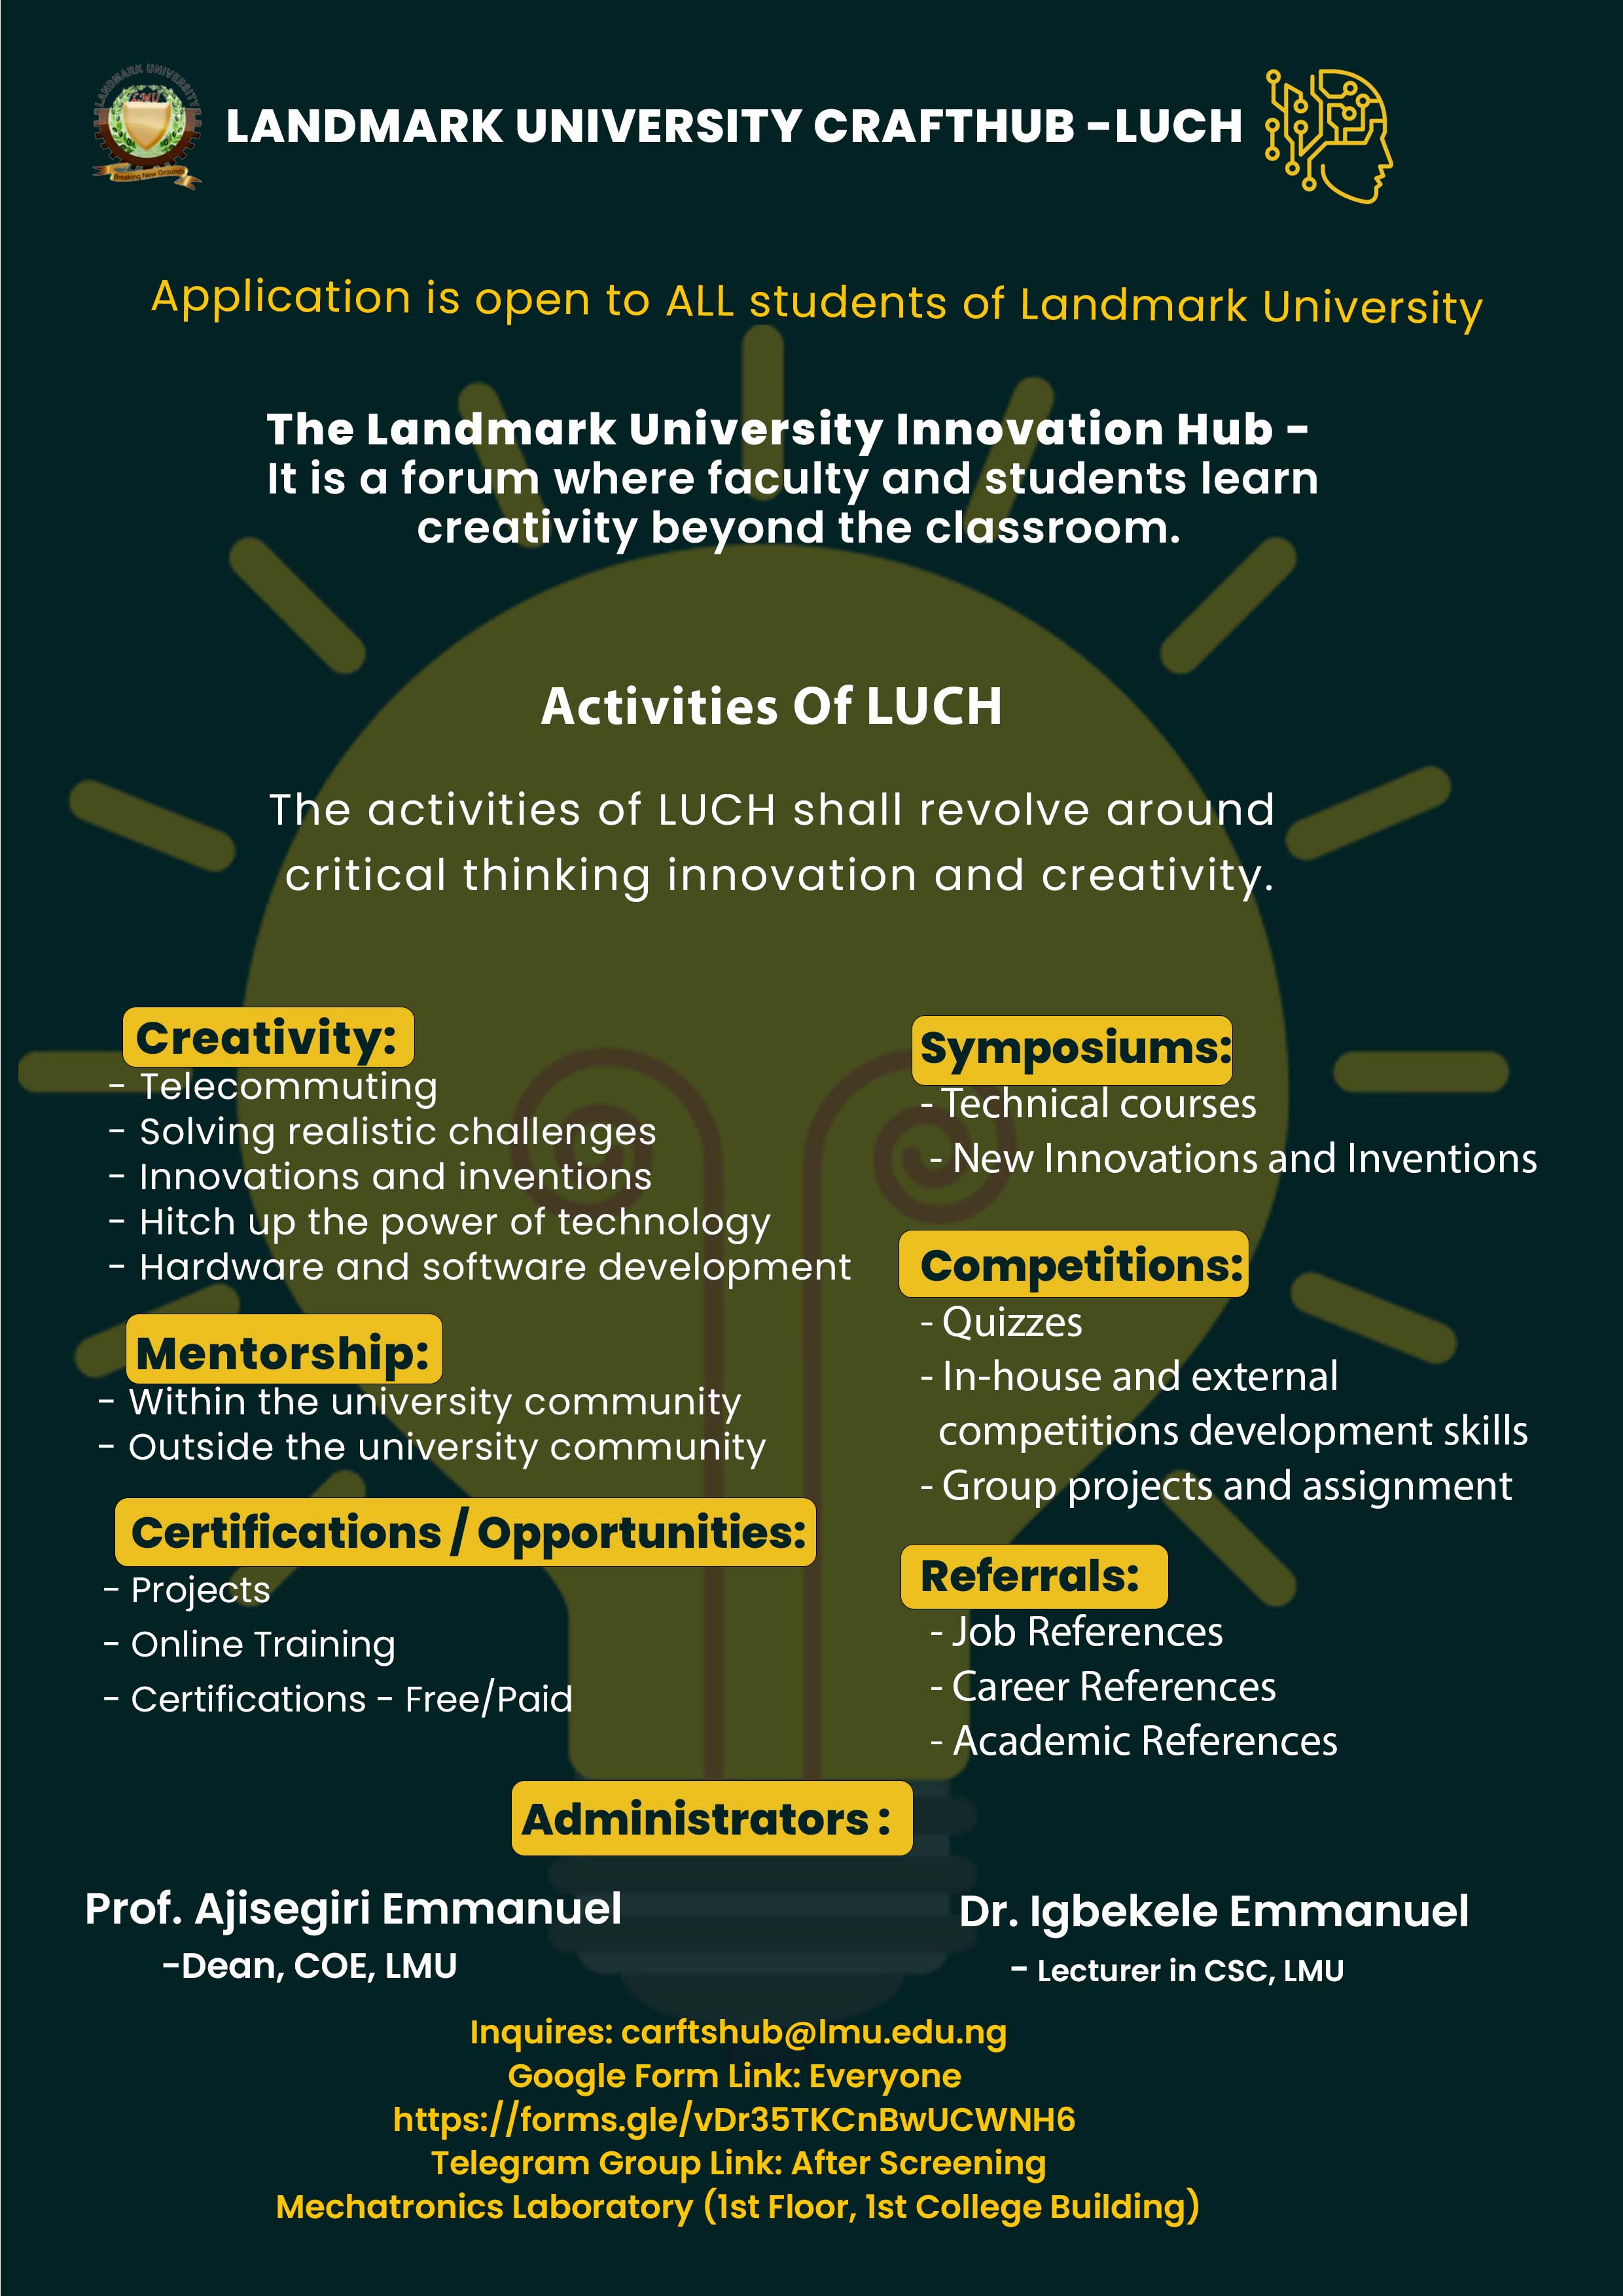 LANDMARK UNIVERSITY
LMU
Breaking New Grounds
LANDMARK UNIVERSITY CRAFTHUB -LUCH
Application is open to ALL students of Landmark University
The Landmark University Innovation Hub -
It is a forum where faculty and students learn
creativity beyond the classroom.
Activities Of LUCH
The activities of LUCH shall revolve around
critical thinking innovation and creativity.
Creativity:
- Telecommuting
- Solving realistic challenges
- Innovations and inventions
- Hitch up the power of technology
- Hardware and software development
Mentorship:
- Within the university community
- Outside the university community
Certifications / Opportunities:
- Projects
- Online Training
- Certifications - Free/Paid
Symposiums:
- Technical courses
- New Innovations and Inventions
Competitions:
- Quizzes
- In-house and external
competitions development skills
- Group projects and assignment
Referrals:
- Job References
- Career References
- Academic References
Administrators :
Prof. Ajisegiri Emmanuel
-Dean, COE, LMU
Dr. Igbekele Emmanuel
- Lecturer in CSC, LMU
Inquires: carftshub@lmu.edu.ng
Google Form Link: Everyone
https://forms.gle/vDr35TKCnBwUCWNH6
Telegram Group Link: After Screening
Mechatronics Laboratory (1st Floor, 1st College Building)